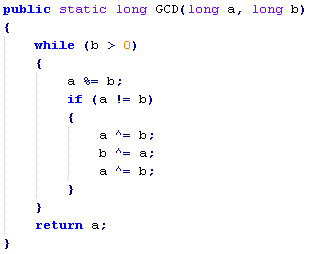 public static long GCD(long a, long b)
{
    while (b > 0)
    {
        a %= b;
        if (a != b)
        {
            a ^= b;
            b ^= a;
            a ^= b;
        }
    }
    return a;
}